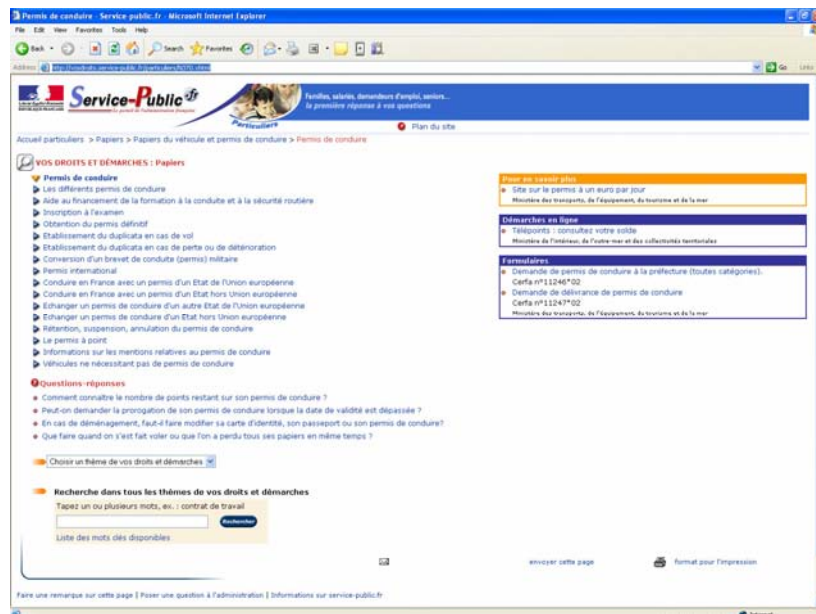 Permis de conduire - Service-public.fr - Microsoft Internet Explorer
File Edit View Favorites Tools Help
Back Search Favorites
Address
Go Links
Service-Public.fr
Le portail de l'administration française
Particuliers
Familles, salariés, demandeurs d'emploi, seniors...
la première réponse à vos questions
Plan du site
Accueil particuliers > Papiers > Papiers du véhicule et permis de conduire > Permis de conduire
VOS DROITS ET DÉMARCHES : Papiers
Permis de conduire
Les différents permis de conduire
Aide au financement de la formation à la conduite et à la sécurité routière
Inscription à l'examen
Obtention du permis définitif
Etablissement du duplicata en cas de vol
Etablissement du duplicata en cas de perte ou de détérioration
Conversion d'un brevet de conduite (permis) militaire
Permis international
Conduire en France avec un permis d'un Etat de l'Union européenne
Conduire en France avec un permis d'un Etat hors Union européenne
Echanger un permis de conduire d'un autre Etat de l'Union européenne
Echanger un permis de conduire d'un Etat hors Union européenne
Rétention, suspension, annulation du permis de conduire
Le permis à point
Informations sur les mentions relatives au permis de conduire
Véhicules ne nécessitant pas de permis de conduire
Pour en savoir plus
Site sur le permis à un euro par jour
Ministère des transports, de l'équipement, du tourisme et de la mer
Démarches en ligne
Télépoints : consultez votre solde
Ministère de l'intérieur, de l'outre-mer et des collectivités territoriales
Formulaires
Demande de permis de conduire à la préfecture (toutes catégories).
Cerfa n°11246*02
Demande de délivrance de permis de conduire
Cerfa n°11247*02
Ministère des transports, de l'équipement, du tourisme et de la mer
Questions-réponses
Comment connaître le nombre de points restant sur son permis de conduire ?
Peut-on demander la prorogation de son permis de conduire lorsque la date de validité est dépassée ?
En cas de déménagement, faut-il faire modifier sa carte d'identité, son passeport ou son permis de conduire?
Que faire quand on s'est fait voler ou que l'on a perdu tous ses papiers en même temps ?
Choisir un thème de vos droits et démarches
Recherche dans tous les thèmes de vos droits et démarches
Tapez un ou plusieurs mots, ex. : contrat de travail
Rechercher
Liste des mots clés disponibles
envoyer cette page format pour l'impression
Faire une remarque sur cette page | Poser une question à l'administration | Informations sur service-public.fr